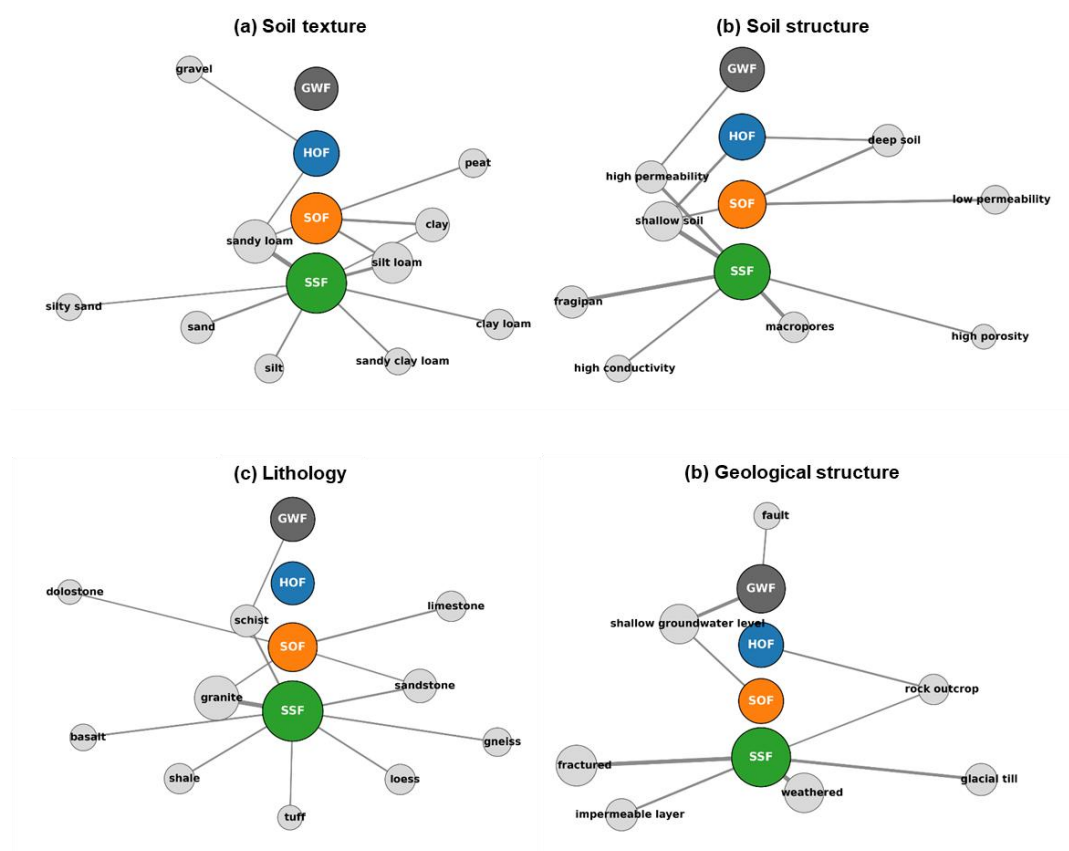 (a) Soil texture
gravel
GWF
HOF
peat
SOF
clay
sandy loam
silt loam
SSF
silty sand
sand
clay loam
silt
sandy clay loam
(b) Soil structure
GWF
HOF
deep soil
high permeability
low permeability
SOF
shallow soil
SSF
fragipan
macropores
high porosity
high conductivity
(c) Lithology
GWF
HOF
dolostone
limestone
schist
SOF
sandstone
granite
SSF
basalt
gneiss
shale
loess
tuff
(b) Geological structure
fault
GWF
shallow groundwater level
HOF
rock outcrop
SOF
SSF
fractured
glacial till
weathered
impermeable layer